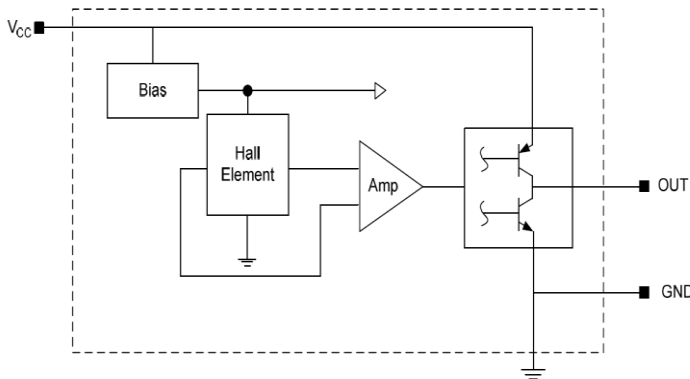 VCC
Bias
Hall
Element
Amp
OUT
GND